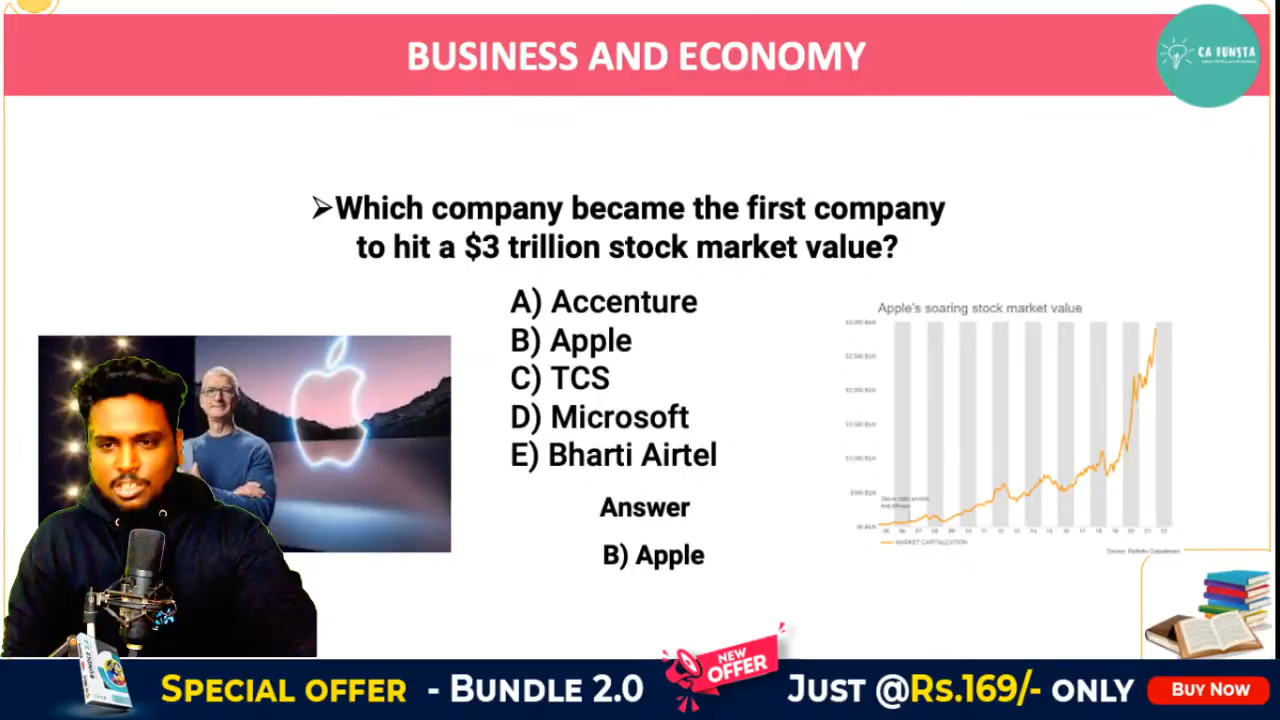 BUSINESS AND ECONOMY
CA FUNSTA
➢Which company became the first company
to hit a $3 trillion stock market value?
A) Accenture
B) Apple
C) TCS
D) Microsoft
E) Bharti Airtel
Answer
B) Apple
Apple's soaring stock market value
MARKET CAPITALIZATION
SPECIAL OFFER - BUNDLE 2.0
NEW
OFFER
JUST @Rs.169/- ONLY
Buy Now